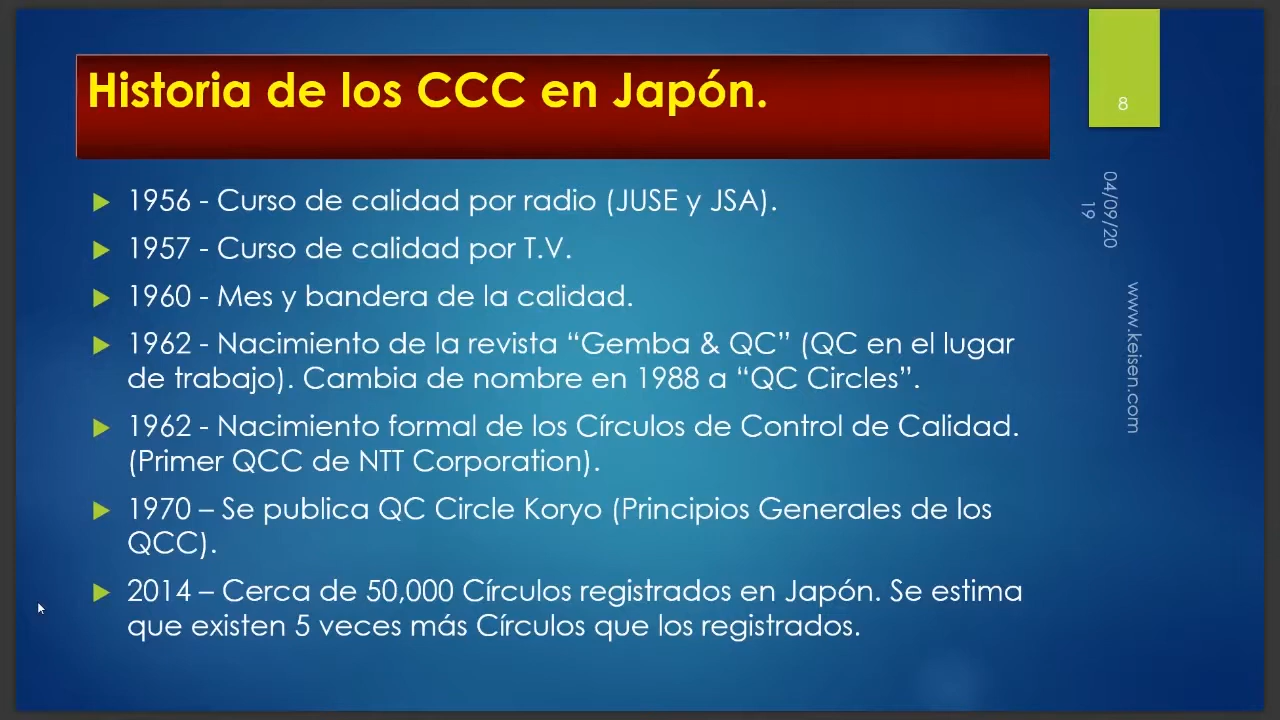 Historia de los CCC en Japón.
8
1956 - Curso de calidad por radio (JUSE y JSA).
1957 - Curso de calidad por T.V.
1960 - Mes y bandera de la calidad.
1962 - Nacimiento de la revista “Gemba & QC” (QC en el lugar
de trabajo). Cambia de nombre en 1988 a “QC Circles”.
1962 - Nacimiento formal de los Círculos de Control de Calidad.
(Primer QCC de NTT Corporation).
1970 – Se publica QC Circle Koryo (Principios Generales de los
QCC).
2014 – Cerca de 50,000 Círculos registrados en Japón. Se estima
que existen 5 veces más Círculos que los registrados.
04/09/20
19
www.keisen.com